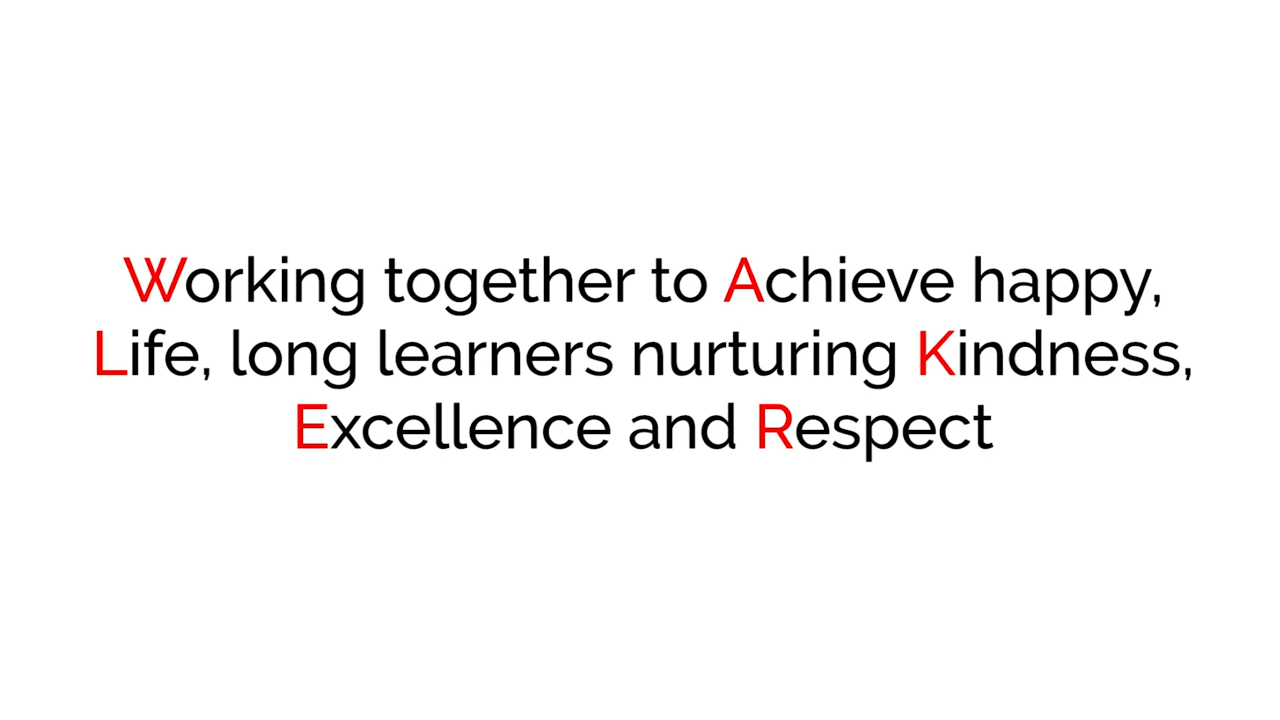 Working together to Achieve happy,
Life, long learners nurturing Kindness,
Excellence and Respect